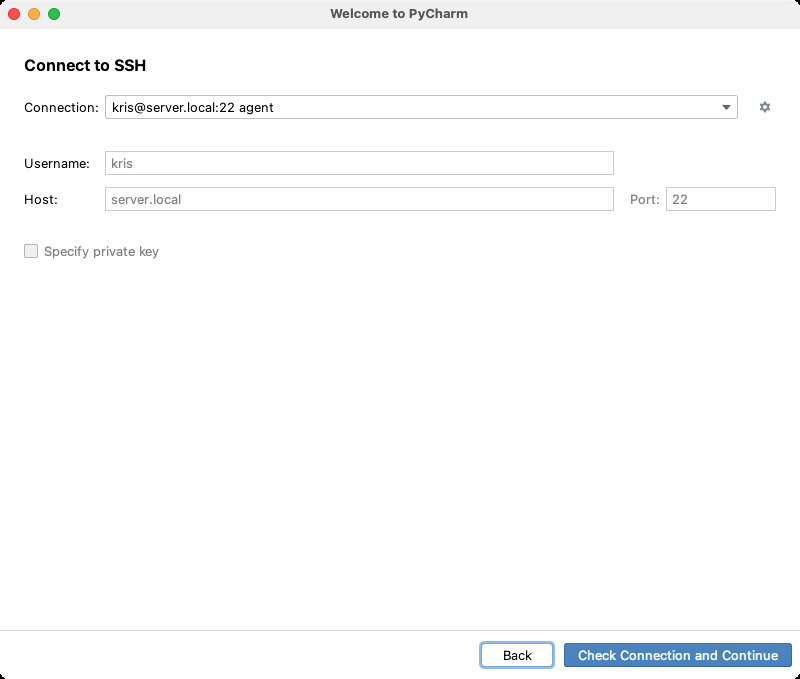 Welcome to PyCharm
Connect to SSH
Connection: kris@server.local:22 agent
Username: kris
Host: server.local Port: 22
Specify private key
Back Check Connection and Continue